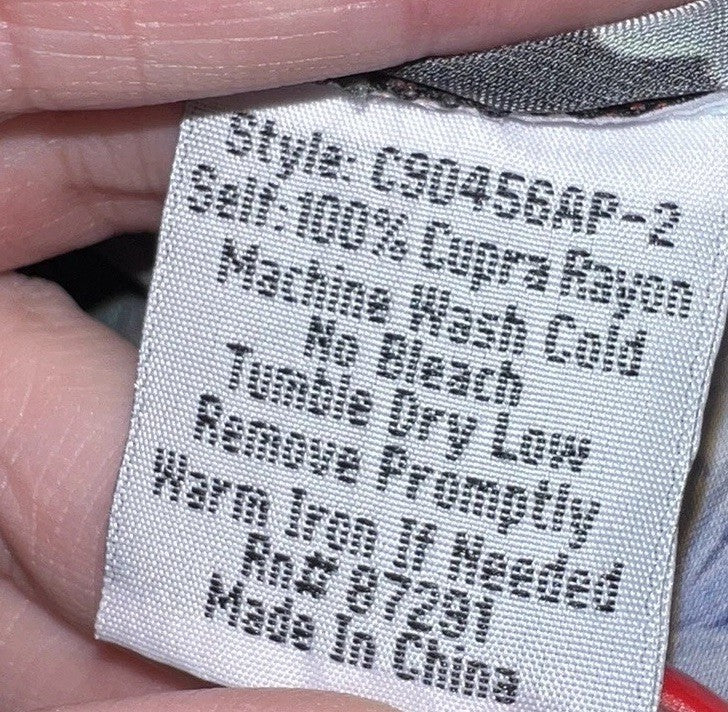 Style: C90456AP-2
Self: 100% Cupra Rayon
Machine Wash Cold
No Bleach
Tumble Dry Low
Remove Promptly
Warm Iron If Needed
Rn# 87291
Made In China